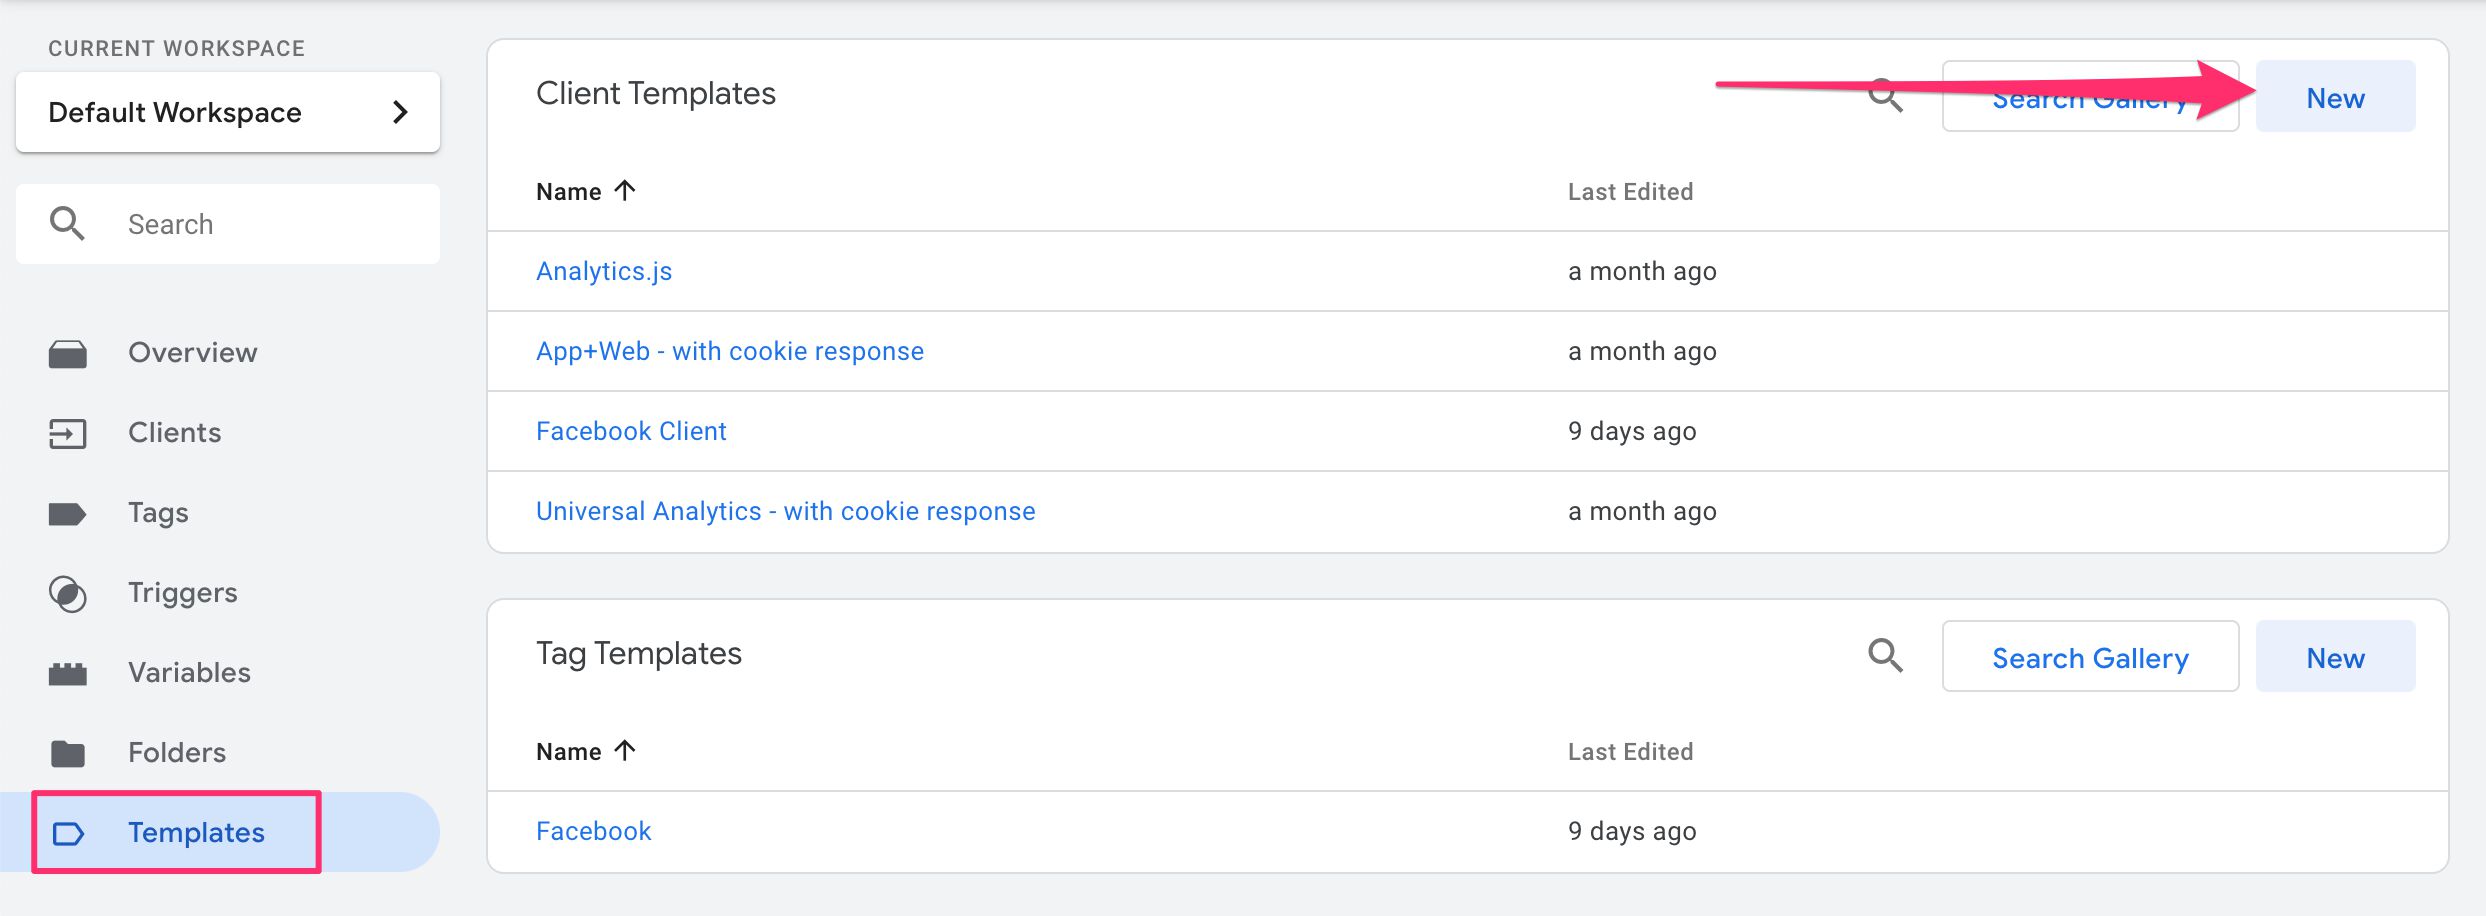 CURRENT WORKSPACE
Default Workspace
Search
Overview
Clients
Tags
Triggers
Variables
Folders
Templates
Client Templates
Search Gallery
New
Name
Last Edited
Analytics.js
a month ago
App+Web - with cookie response
a month ago
Facebook Client
9 days ago
Universal Analytics - with cookie response
a month ago
Tag Templates
Search Gallery
New
Name
Last Edited
Facebook
9 days ago